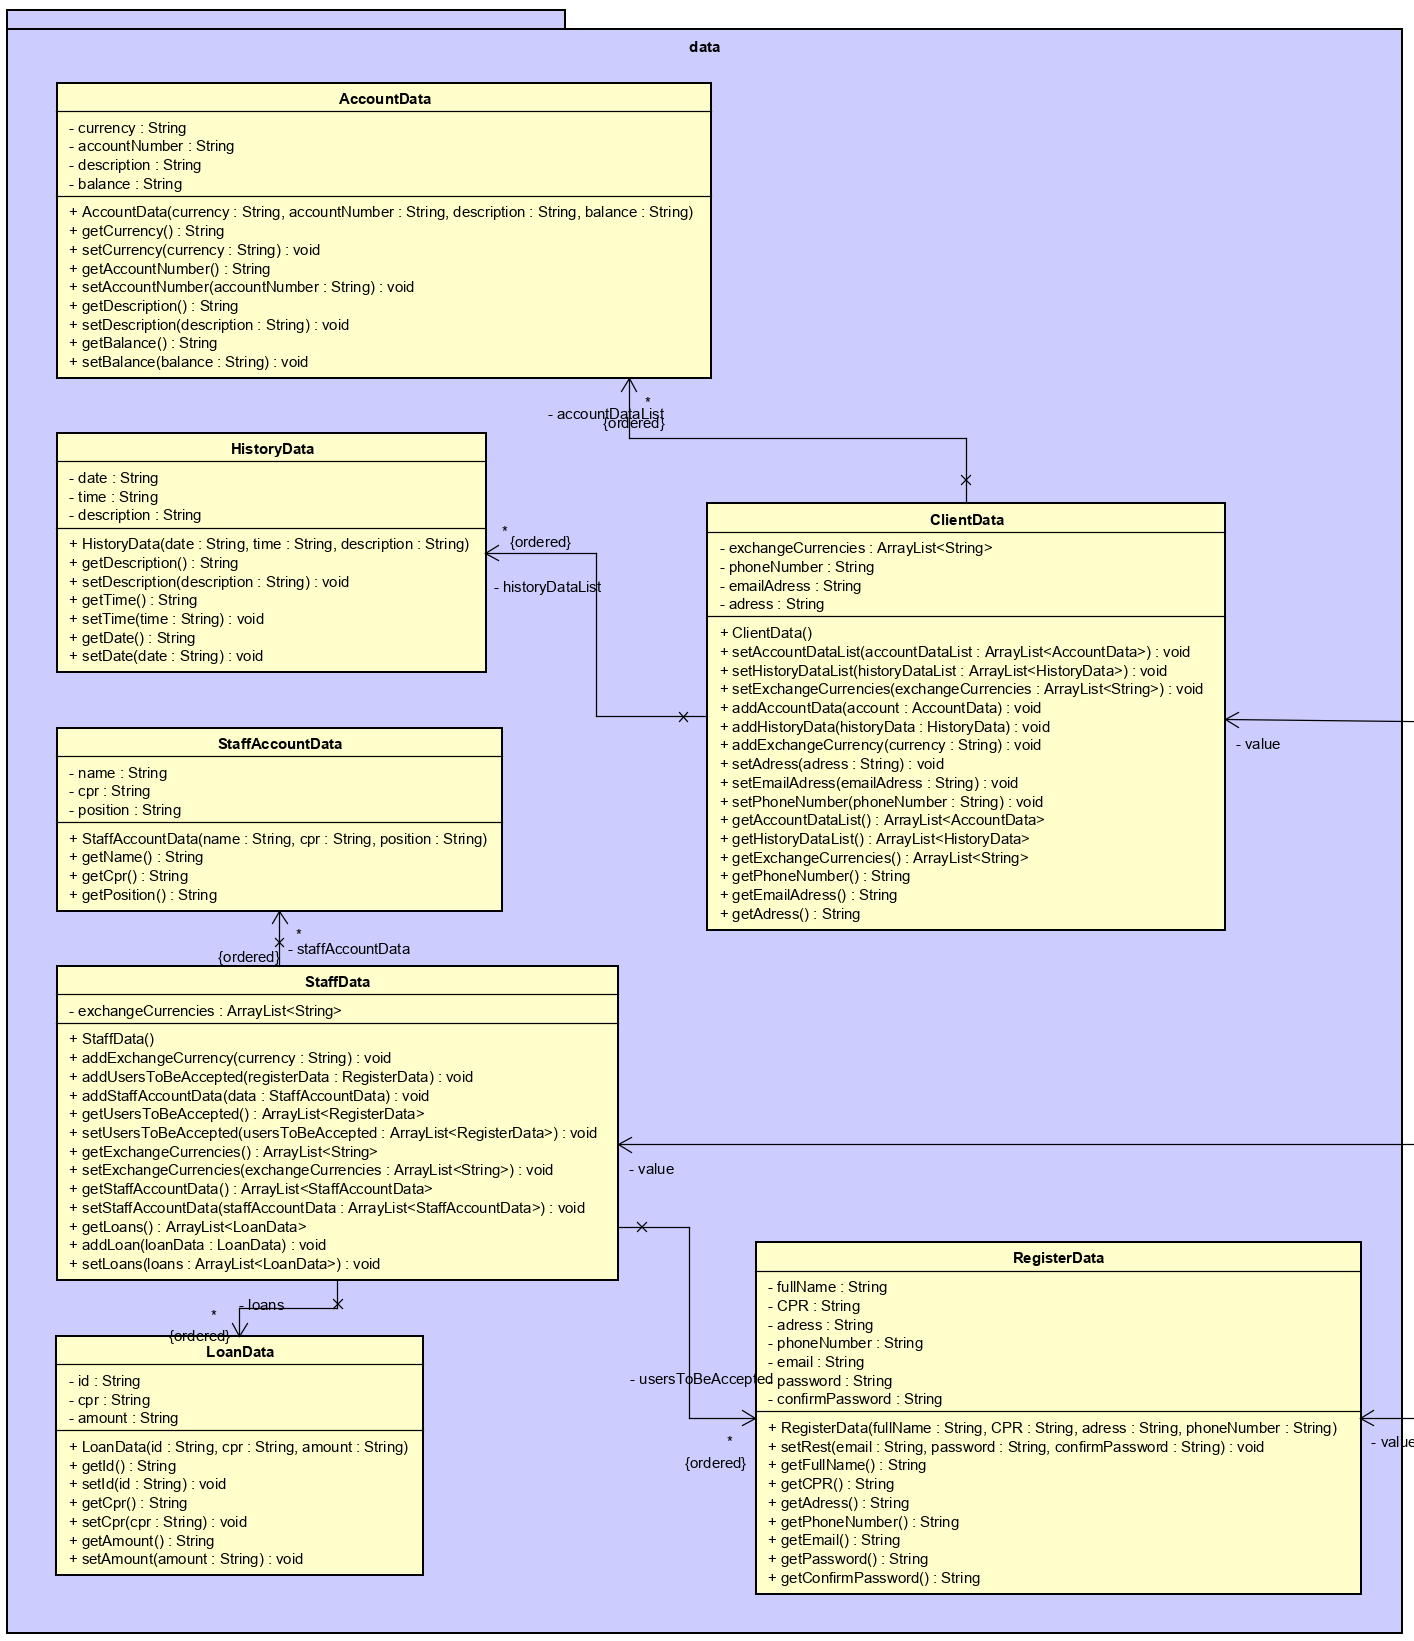 data
AccountData
- currency : String
- accountNumber : String
- description : String
- balance : String
+ AccountData(currency : String, accountNumber : String, description : String, balance : String)
+ getCurrency() : String
+ setCurrency(currency : String) : void
+ getAccountNumber() : String
+ setAccountNumber(accountNumber : String) : void
+ getDescription() : String
+ setDescription(description : String) : void
+ getBalance() : String
+ setBalance(balance : String) : void
*
- accountDataList
{ordered}
HistoryData
- date : String
- time : String
- description : String
+ HistoryData(date : String, time : String, description : String)
+ getDescription() : String
+ setDescription(description : String) : void
+ getTime() : String
+ setTime(time : String) : void
+ getDate() : String
+ setDate(date : String) : void
*
{ordered}
- historyDataList
ClientData
- exchangeCurrencies : ArrayList<String>
- phoneNumber : String
- emailAdress : String
- adress : String
+ ClientData()
+ setAccountDataList(accountDataList : ArrayList<AccountData>) : void
+ setHistoryDataList(historyDataList : ArrayList<HistoryData>) : void
+ setExchangeCurrencies(exchangeCurrencies : ArrayList<String>) : void
+ addAccountData(account : AccountData) : void
+ addHistoryData(historyData : HistoryData) : void
+ addExchangeCurrency(currency : String) : void
+ setAdress(adress : String) : void
+ setEmailAdress(emailAdress : String) : void
+ setPhoneNumber(phoneNumber : String) : void
+ getAccountDataList() : ArrayList<AccountData>
+ getHistoryDataList() : ArrayList<HistoryData>
+ getExchangeCurrencies() : ArrayList<String>
+ getPhoneNumber() : String
+ getEmailAdress() : String
+ getAdress() : String
- value
StaffAccountData
- name : String
- cpr : String
- position : String
+ StaffAccountData(name : String, cpr : String, position : String)
+ getName() : String
+ getCpr() : String
+ getPosition() : String
*
- staffAccountData
{ordered}
StaffData
- exchangeCurrencies : ArrayList<String>
+ StaffData()
+ addExchangeCurrency(currency : String) : void
+ addUsersToBeAccepted(registerData : RegisterData) : void
+ addStaffAccountData(data : StaffAccountData) : void
+ getUsersToBeAccepted() : ArrayList<RegisterData>
+ setUsersToBeAccepted(usersToBeAccepted : ArrayList<RegisterData>) : void
+ getExchangeCurrencies() : ArrayList<String>
+ setExchangeCurrencies(exchangeCurrencies : ArrayList<String>) : void
+ getStaffAccountData() : ArrayList<StaffAccountData>
+ setStaffAccountData(staffAccountData : ArrayList<StaffAccountData>) : void
+ getLoans() : ArrayList<LoanData>
+ addLoan(loanData : LoanData) : void
+ setLoans(loans : ArrayList<LoanData>) : void
- value
- loans
*
{ordered}
LoanData
- id : String
- cpr : String
- amount : String
+ LoanData(id : String, cpr : String, amount : String)
+ getId() : String
+ setId(id : String) : void
+ getCpr() : String
+ setCpr(cpr : String) : void
+ getAmount() : String
+ setAmount(amount : String) : void
- usersToBeAccepted
*
{ordered}
RegisterData
- fullName : String
- CPR : String
- adress : String
- phoneNumber : String
- email : String
- password : String
- confirmPassword : String
+ RegisterData(fullName : String, CPR : String, adress : String, phoneNumber : String)
+ setRest(email : String, password : String, confirmPassword : String) : void
+ getFullName() : String
+ getCPR() : String
+ getAdress() : String
+ getPhoneNumber() : String
+ getEmail() : String
+ getPassword() : String
+ getConfirmPassword() : String
- value